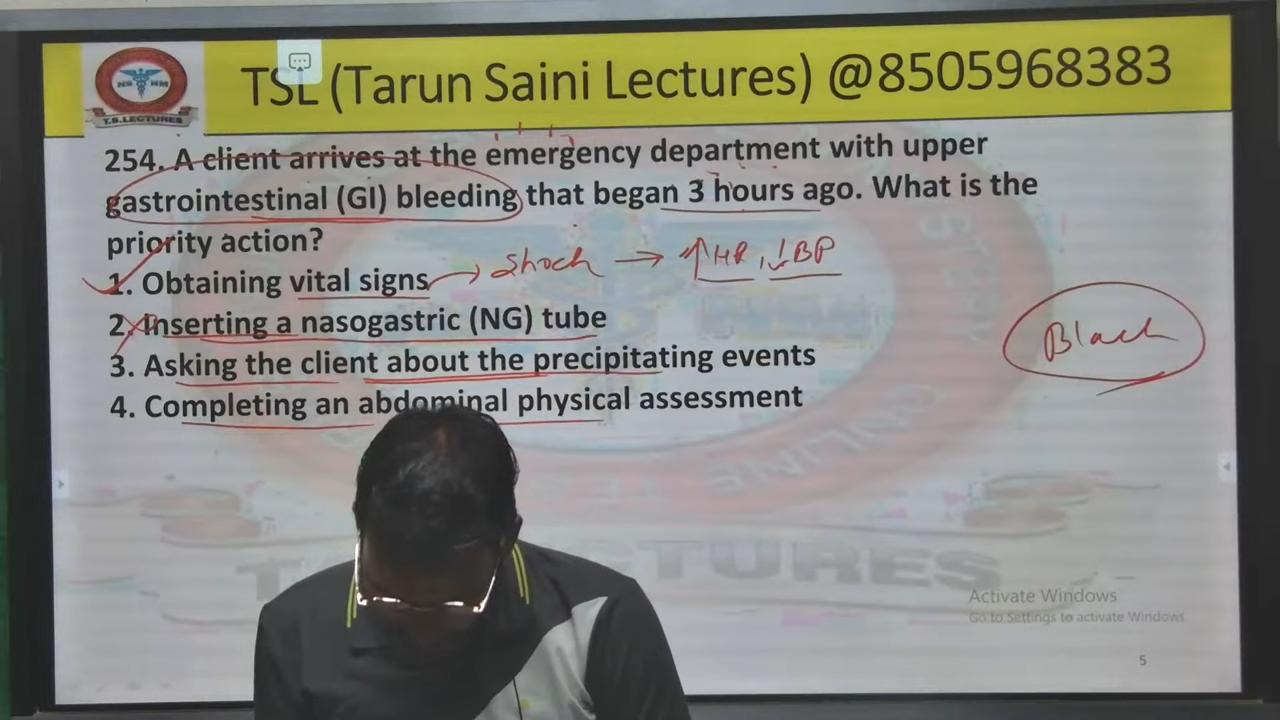 TSL (Tarun Saini Lectures) @8505968383
T.S.LECTURES
254. A client arrives at the emergency department with upper
gastrointestinal (GI) bleeding that began 3 hours ago. What is the
priority action?
1. Obtaining vital signs → Shock → ↑HR, ↓BP
2. Inserting a nasogastric (NG) tube
Black
3. Asking the client about the precipitating events
4. Completing an abdominal physical assessment
LECTURES
Activate Windows
Go to Settings to activate Windows.
5